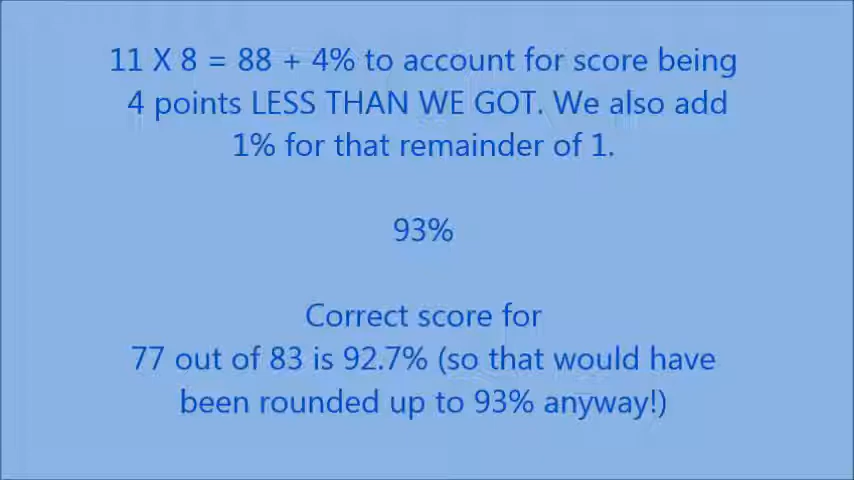 11 X 8 = 88 + 4% to account for score being
4 points LESS THAN WE GOT. We also add
1% for that remainder of 1.
93%
Correct score for
77 out of 83 is 92.7% (so that would have
been rounded up to 93% anyway!)